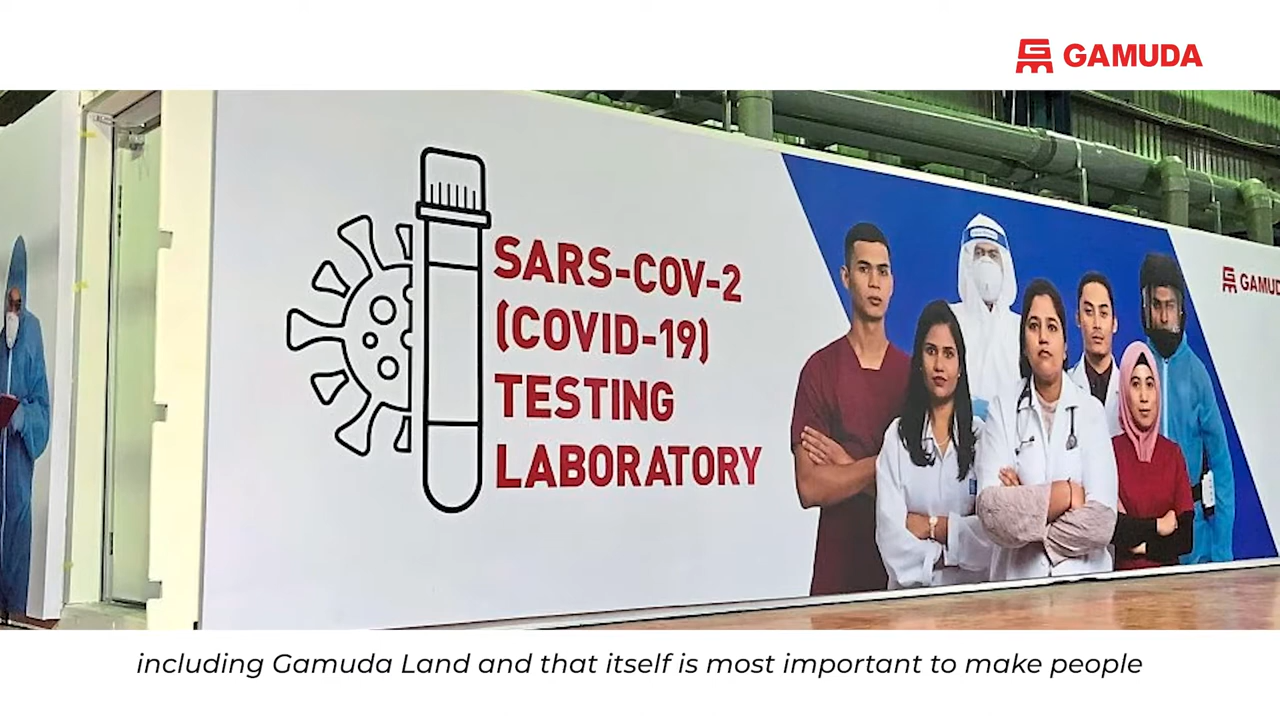 GAMUDA
SARS-COV-2
(COVID-19)
TESTING
LABORATORY
GAMUD
including Gamuda Land and that itself is most important to make people